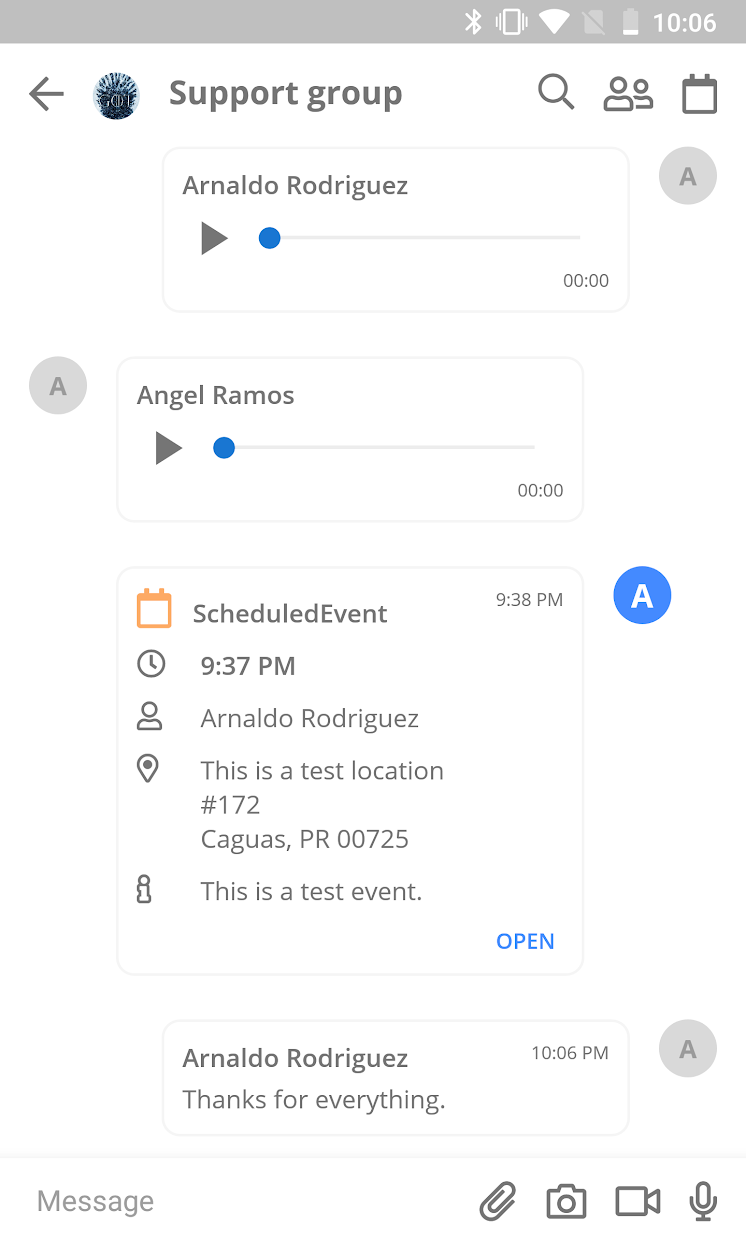 10:06
GOT
Support group
Arnaldo Rodriguez
A
00:00
A
Angel Ramos
00:00
ScheduledEvent
9:38 PM
A
9:37 PM
Arnaldo Rodriguez
This is a test location
#172
Caguas, PR 00725
This is a test event.
OPEN
Arnaldo Rodriguez
10:06 PM
A
Thanks for everything.
Message